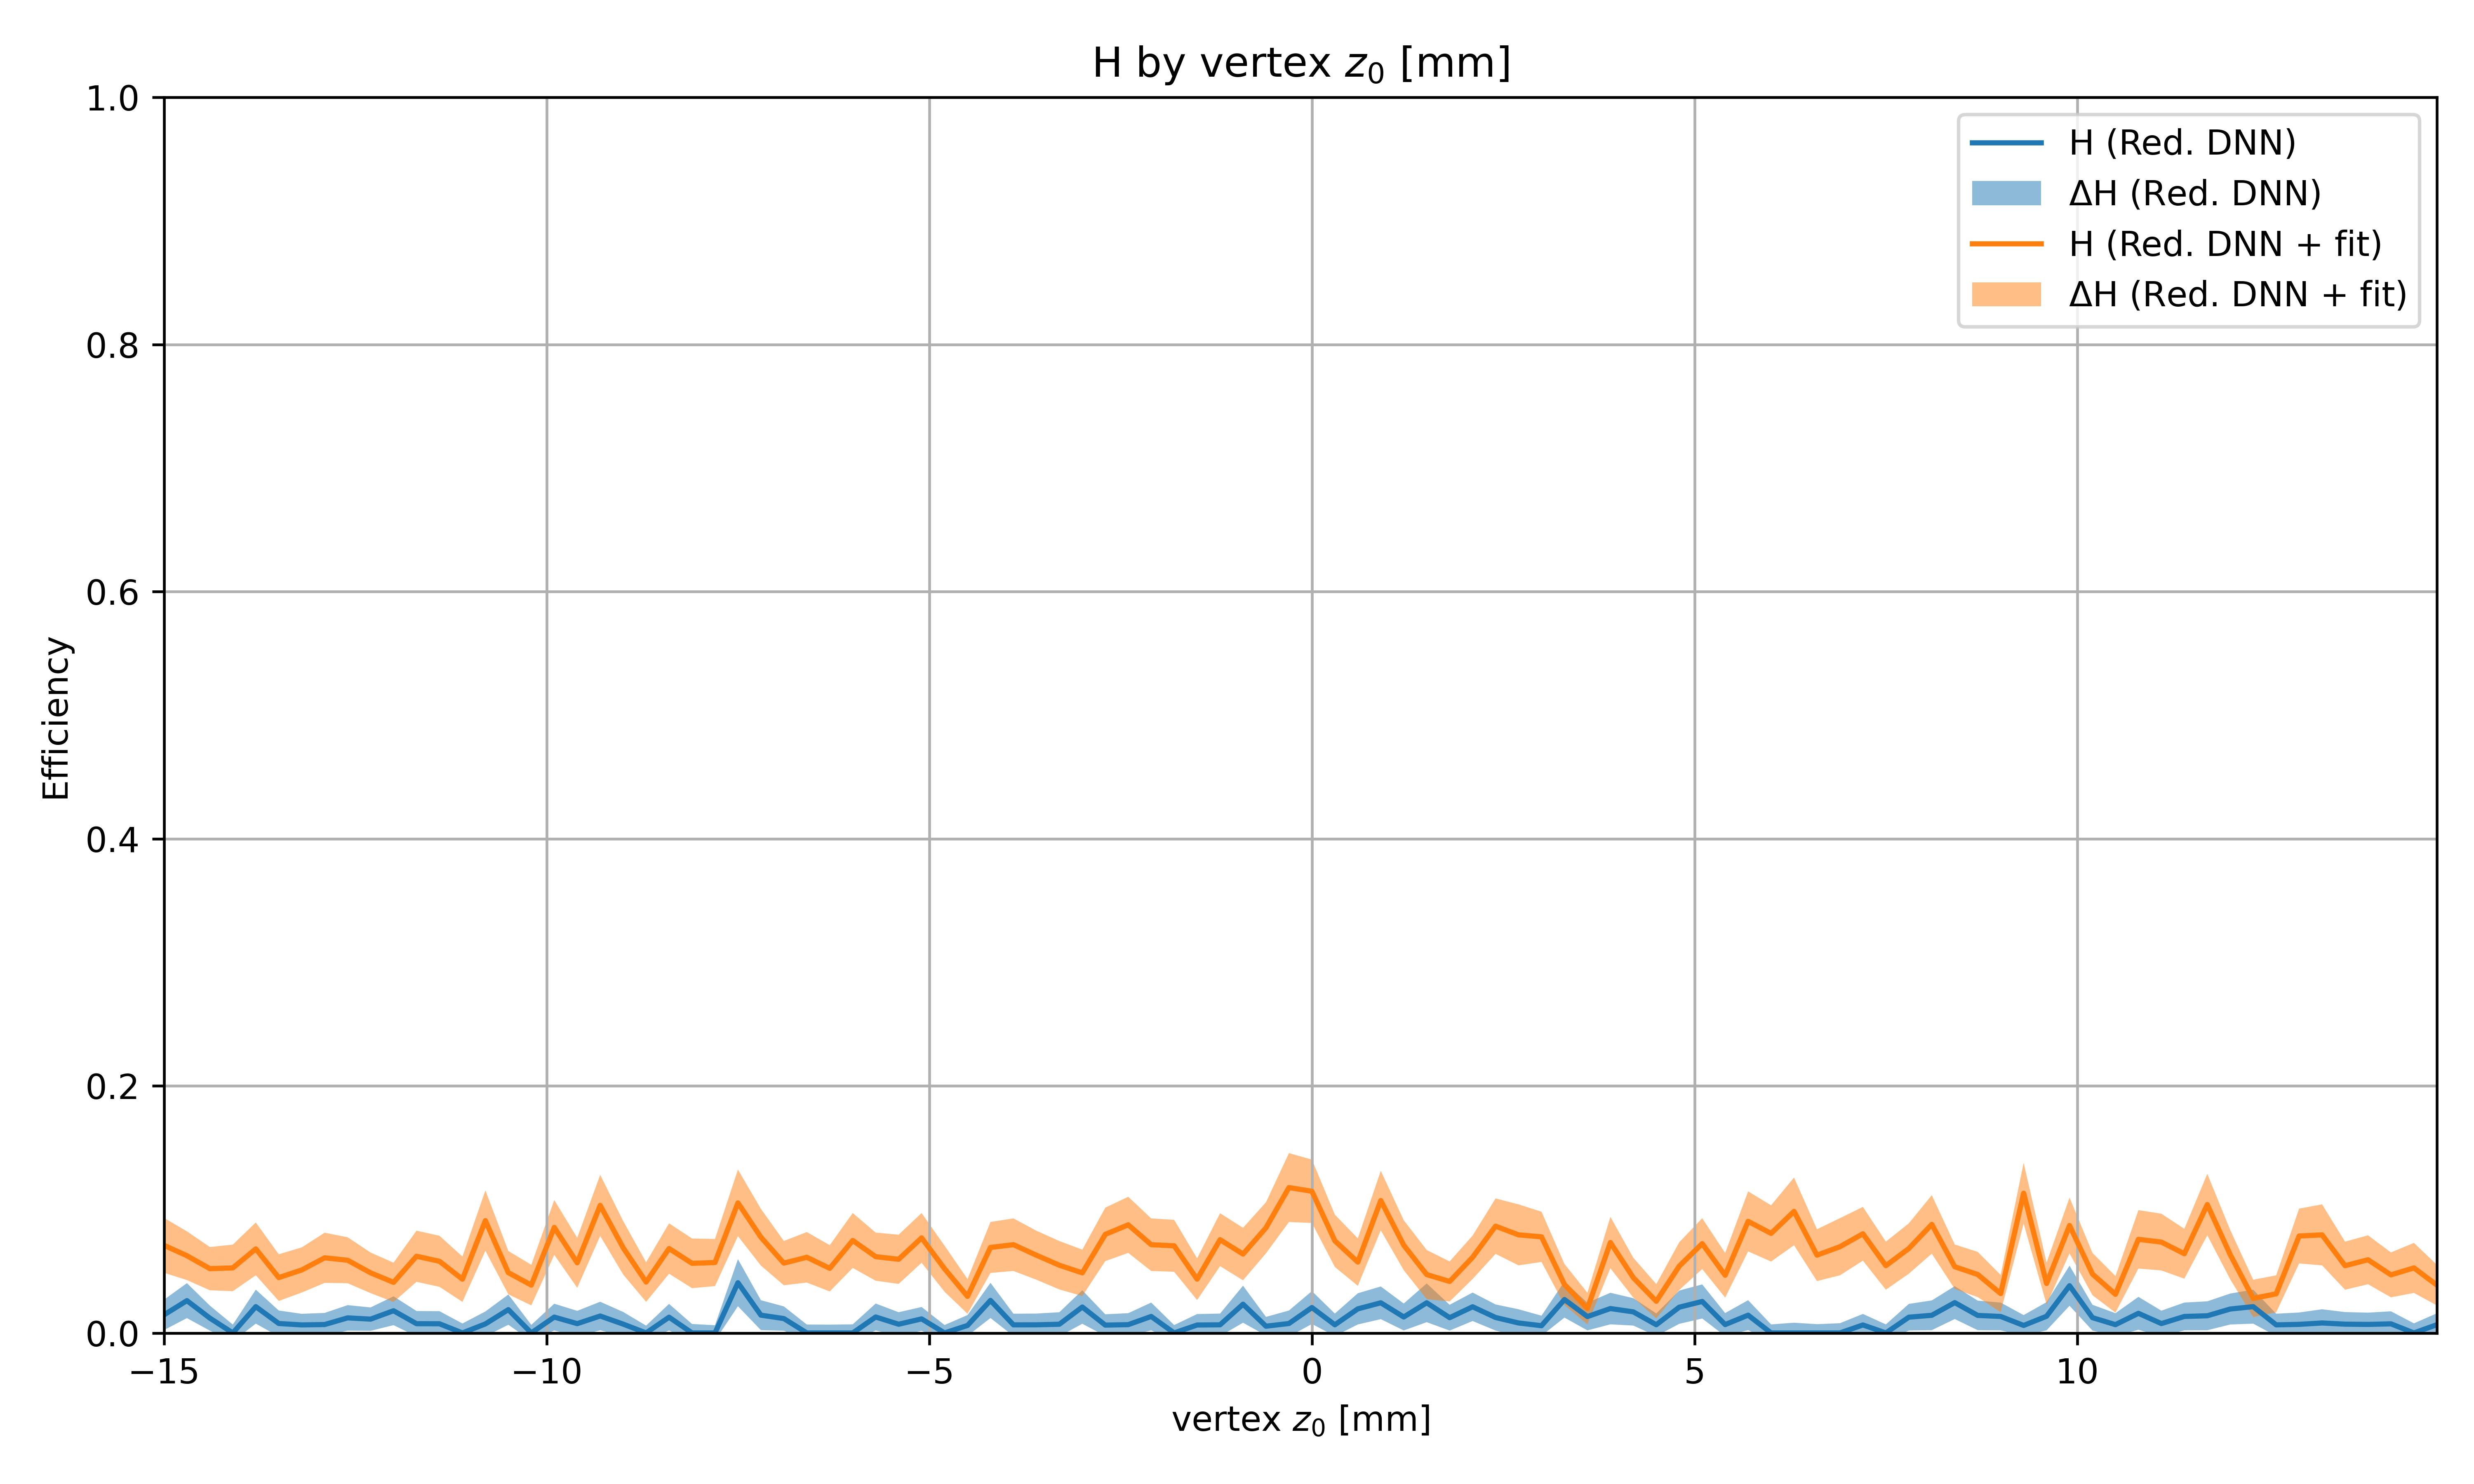 H by vertex z₀ [mm]
1.0
0.8
0.6
0.4
0.2
0.0
Efficiency
H (Red. DNN)
ΔH (Red. DNN)
H (Red. DNN + fit)
ΔH (Red. DNN + fit)
−15 −10 −5 0 5 10
vertex z₀ [mm]